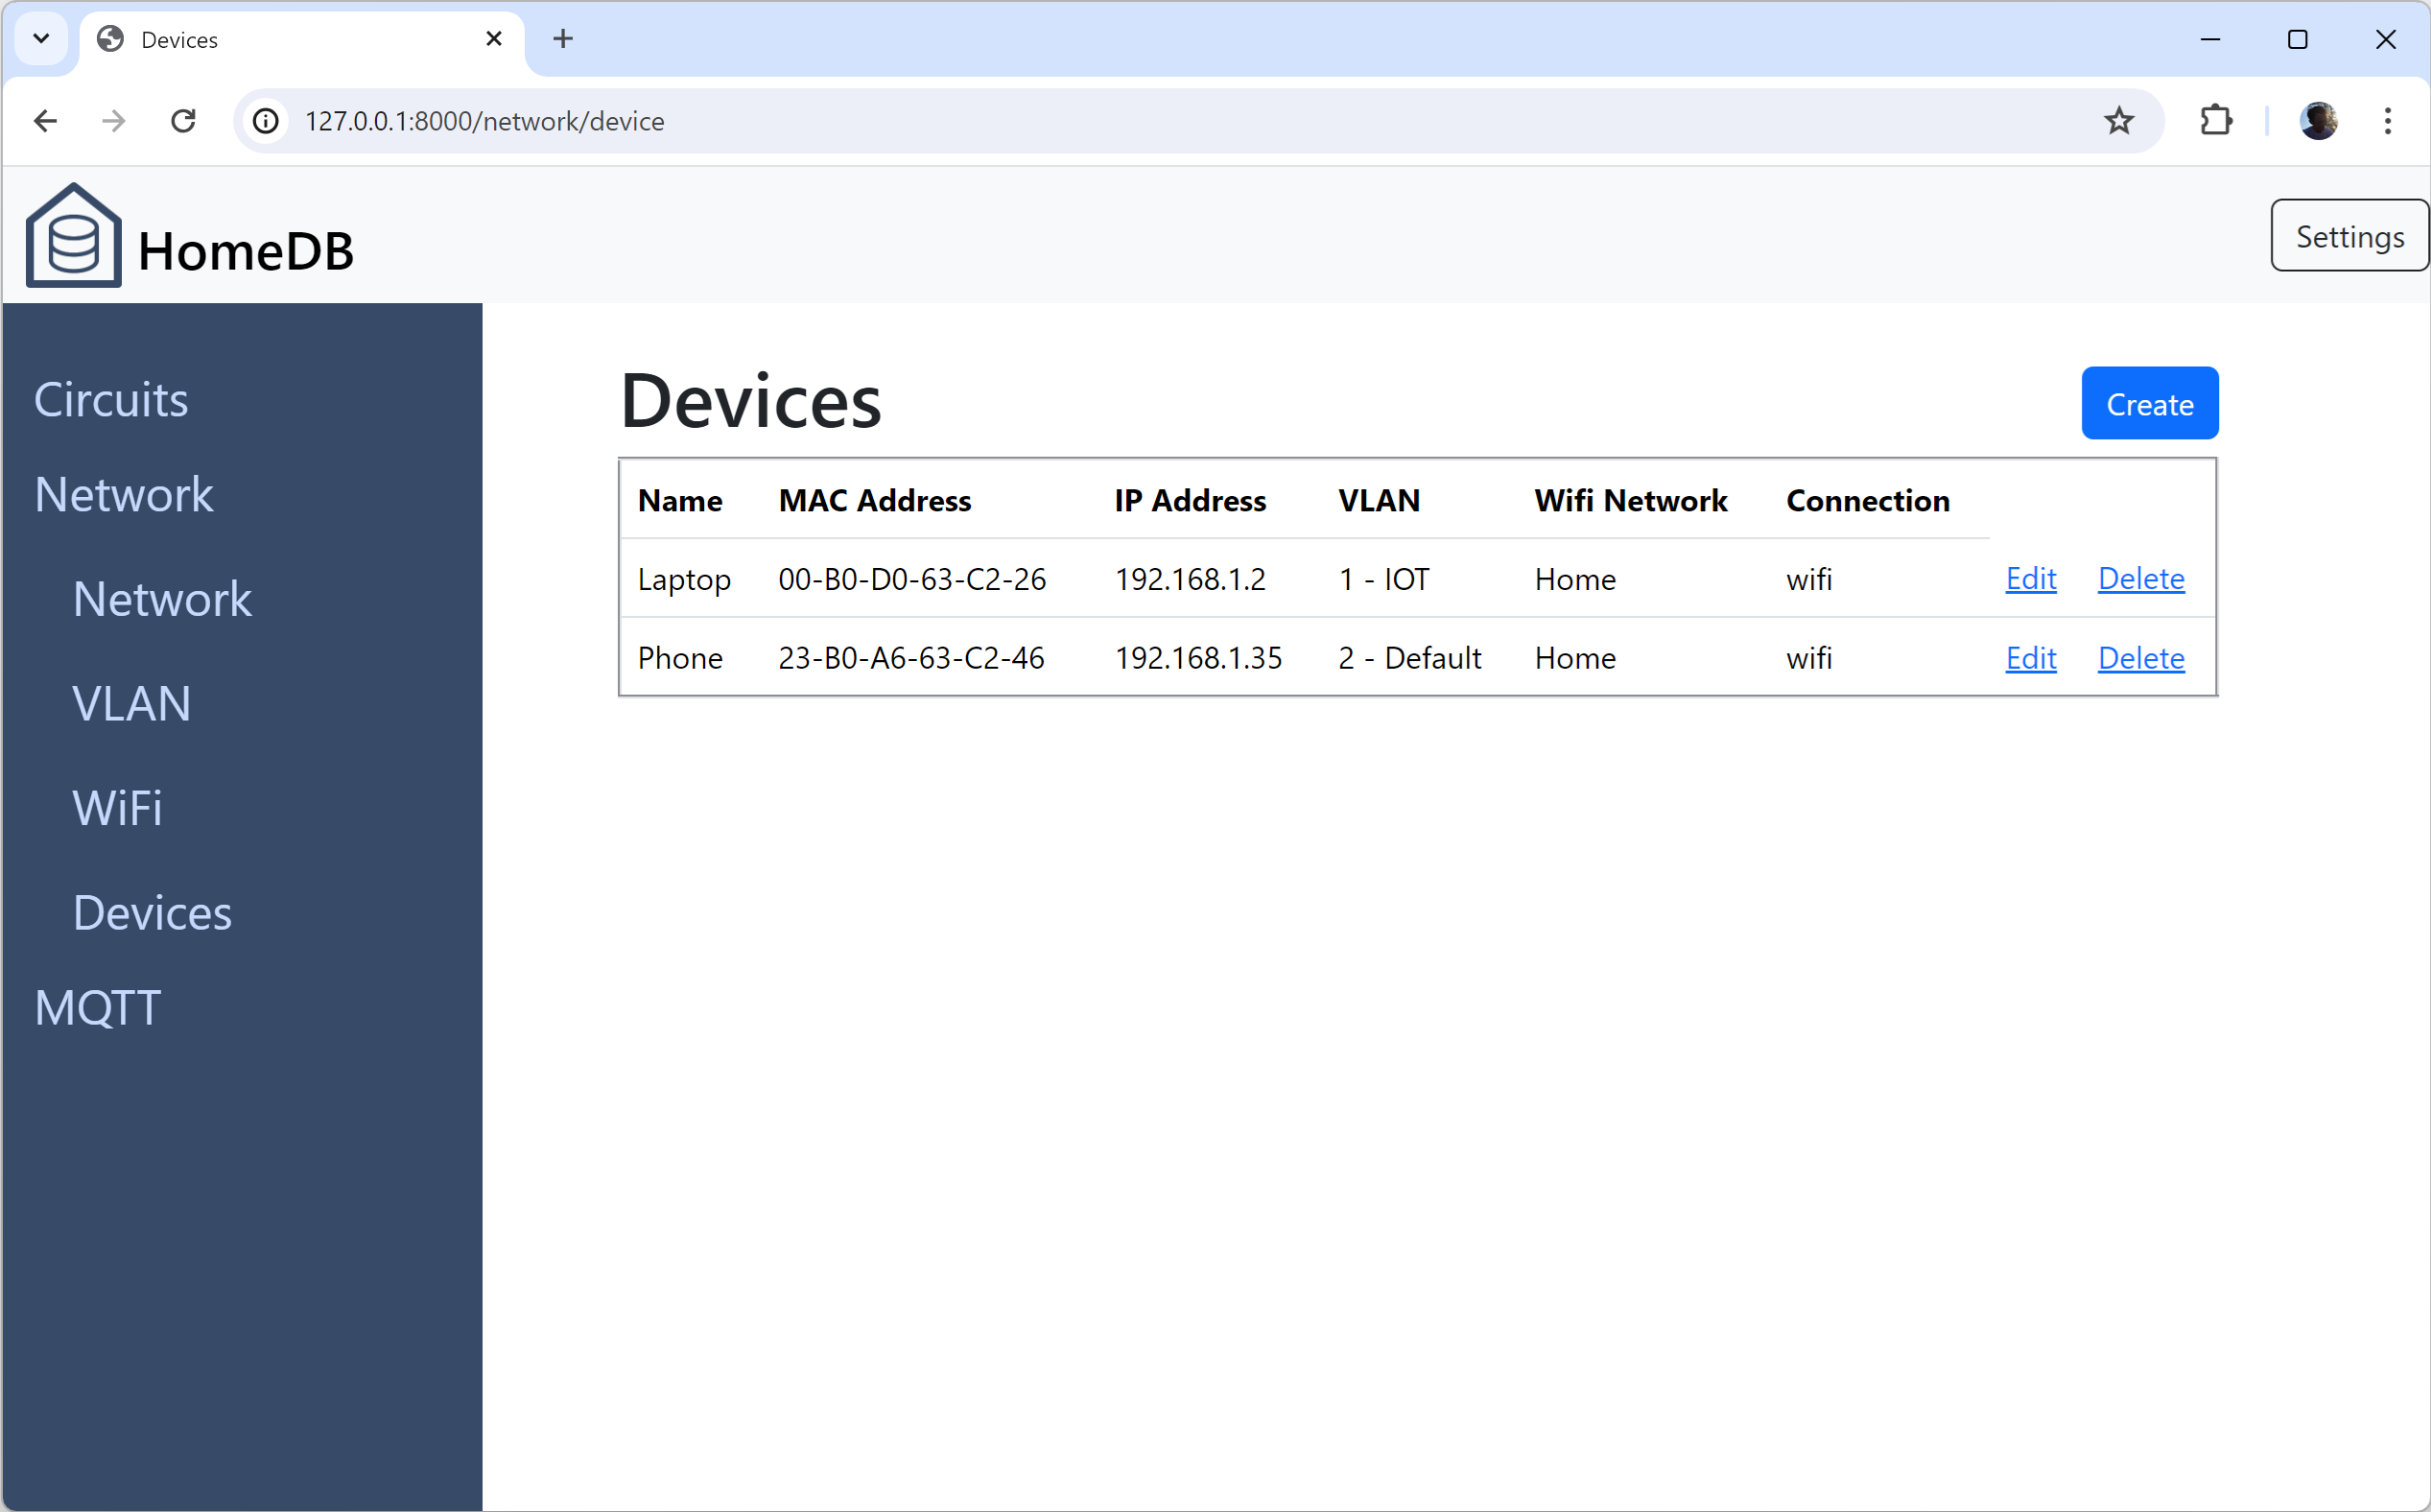 Devices
127.0.0.1:8000/network/device
HomeDB
Settings
Circuits
Network
Network
VLAN
WiFi
Devices
MQTT
Devices
Create
Name MAC Address IP Address VLAN Wifi Network Connection
Laptop 00-B0-D0-63-C2-26 192.168.1.2 1 - IOT Home wifi Edit Delete
Phone 23-B0-A6-63-C2-46 192.168.1.35 2 - Default Home wifi Edit Delete